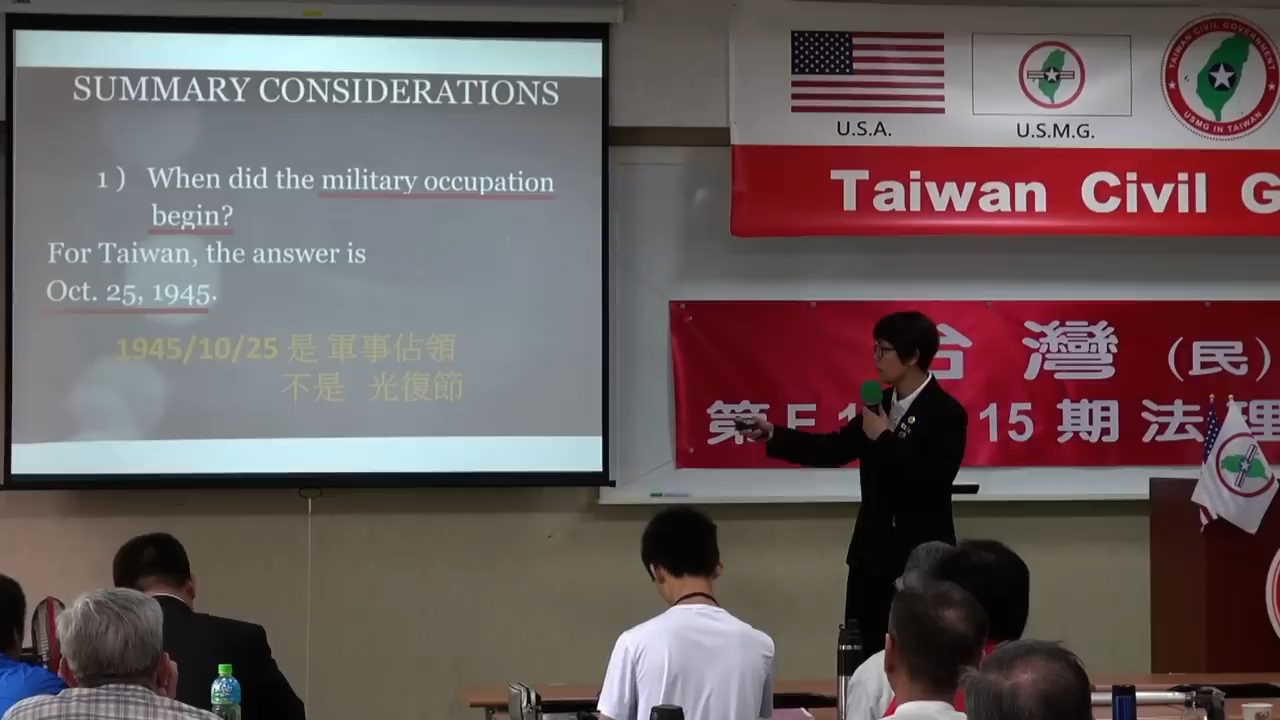 SUMMARY CONSIDERATIONS
1) When did the military occupation
begin?
For Taiwan, the answer is
Oct. 25, 1945.
1945/10/25 是 軍事佔領
不是 光復節
U.S.A.
U.S.M.G.
TAIWAN CIVIL GOVERNMENT
USMG IN TAIWAN
Taiwan Civil G
台 灣 (民)
第 E 1 15 期 法 理